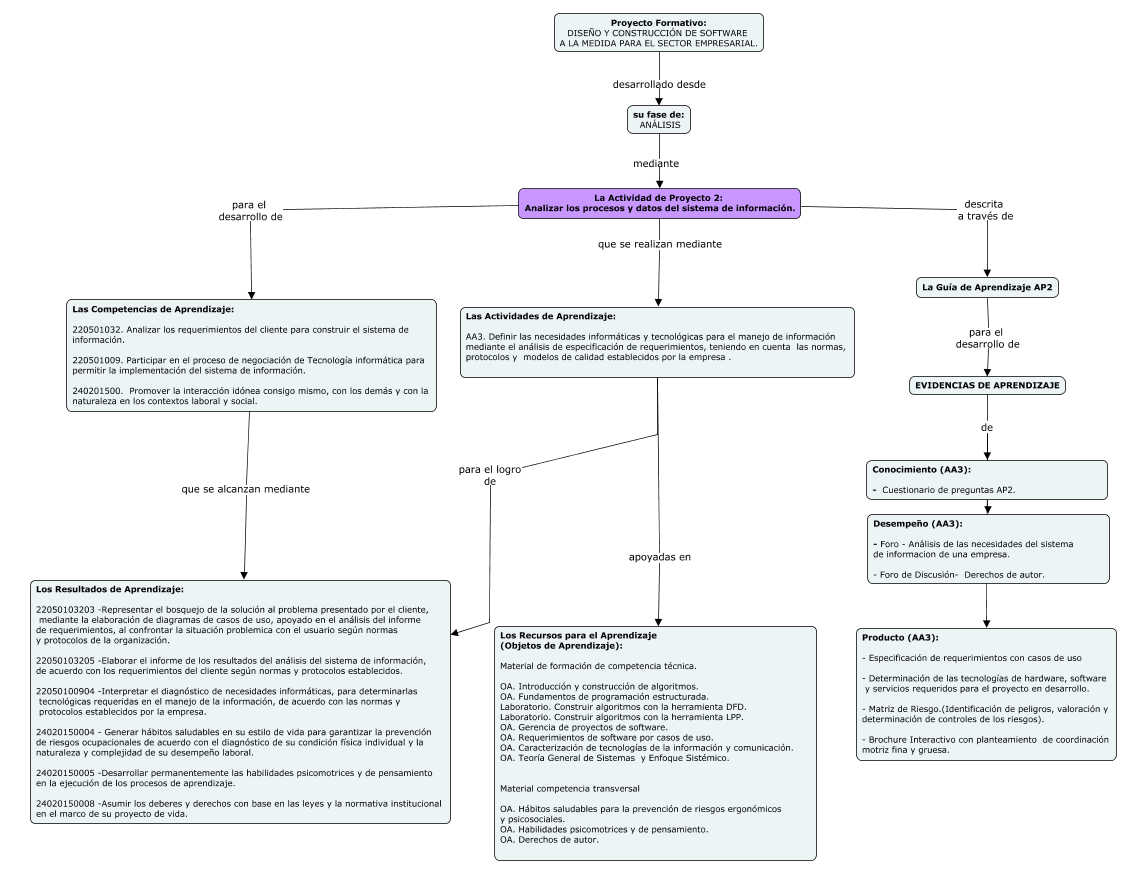 Proyecto Formativo:
DISEÑO Y CONSTRUCCIÓN DE SOFTWARE
A LA MEDIDA PARA EL SECTOR EMPRESARIAL.
desarrollado desde
su fase de:
ANÁLISIS
mediante
La Actividad de Proyecto 2:
Analizar los procesos y datos del sistema de información.
para el
desarrollo de
Las Competencias de Aprendizaje:
220501032. Analizar los requerimientos del cliente para construir el sistema de
información.
220501009. Participar en el proceso de negociación de Tecnología informática para
permitir la implementación del sistema de información.
240201500.  Promover la interacción idónea consigo mismo, con los demás y con la
naturaleza en los contextos laboral y social.
que se alcanzan mediante
Los Resultados de Aprendizaje:
22050103203 -Representar el bosquejo de la solución al problema presentado por el cliente,
mediante la elaboración de diagramas de casos de uso, apoyado en el análisis del informe
de requerimientos, al confrontar la situación problemica con el usuario según normas
y protocolos de la organización.
22050103205 -Elaborar el informe de los resultados del análisis del sistema de información,
de acuerdo con los requerimientos del cliente según normas y protocolos establecidos.
22050100904 -Interpretar el diagnóstico de necesidades informáticas, para determinarlas
tecnológicas requeridas en el manejo de la información, de acuerdo con las normas y
protocolos establecidos por la empresa.
24020150004 - Generar hábitos saludables en su estilo de vida para garantizar la prevención
de riesgos ocupacionales de acuerdo con el diagnóstico de su condición física individual y la
naturaleza y complejidad de su desempeño laboral.
24020150005 -Desarrollar permanentemente las habilidades psicomotrices y de pensamiento
en la ejecución de los procesos de aprendizaje.
24020150008 -Asumir los deberes y derechos con base en las leyes y la normativa institucional
en el marco de su proyecto de vida.
que se realizan mediante
Las Actividades de Aprendizaje:
AA3. Definir las necesidades informáticas y tecnológicas para el manejo de información
mediante el análisis de especificación de requerimientos, teniendo en cuenta  las normas,
protocolos y  modelos de calidad establecidos por la empresa .
para el logro
de
apoyadas en
Los Recursos para el Aprendizaje
(Objetos de Aprendizaje):
Material de formación de competencia técnica.
OA. Introducción y construcción de algoritmos.
OA. Fundamentos de programación estructurada.
Laboratorio. Construir algoritmos con la herramienta DFD.
Laboratorio. Construir algoritmos con la herramienta LPP.
OA. Gerencia de proyectos de software.
OA. Requerimientos de software por casos de uso.
OA. Caracterización de tecnologías de la información y comunicación.
OA. Teoría General de Sistemas  y Enfoque Sistémico.
Material competencia transversal
OA. Hábitos saludables para la prevención de riesgos ergonómicos
y psicosociales.
OA. Habilidades psicomotrices y de pensamiento.
OA. Derechos de autor.
descrita
a través de
La Guía de Aprendizaje AP2
para el
desarrollo de
EVIDENCIAS DE APRENDIZAJE
de
Conocimiento (AA3):
-  Cuestionario de preguntas AP2.
Desempeño (AA3):
- Foro - Análisis de las necesidades del sistema
de informacion de una empresa.
- Foro de Discusión-  Derechos de autor.
Producto (AA3):
- Especificación de requerimientos con casos de uso
- Determinación de las tecnologías de hardware, software
y servicios requeridos para el proyecto en desarrollo.
- Matriz de Riesgo.(Identificación de peligros, valoración y
determinación de controles de los riesgos).
- Brochure Interactivo con planteamiento  de coordinación
motriz fina y gruesa.